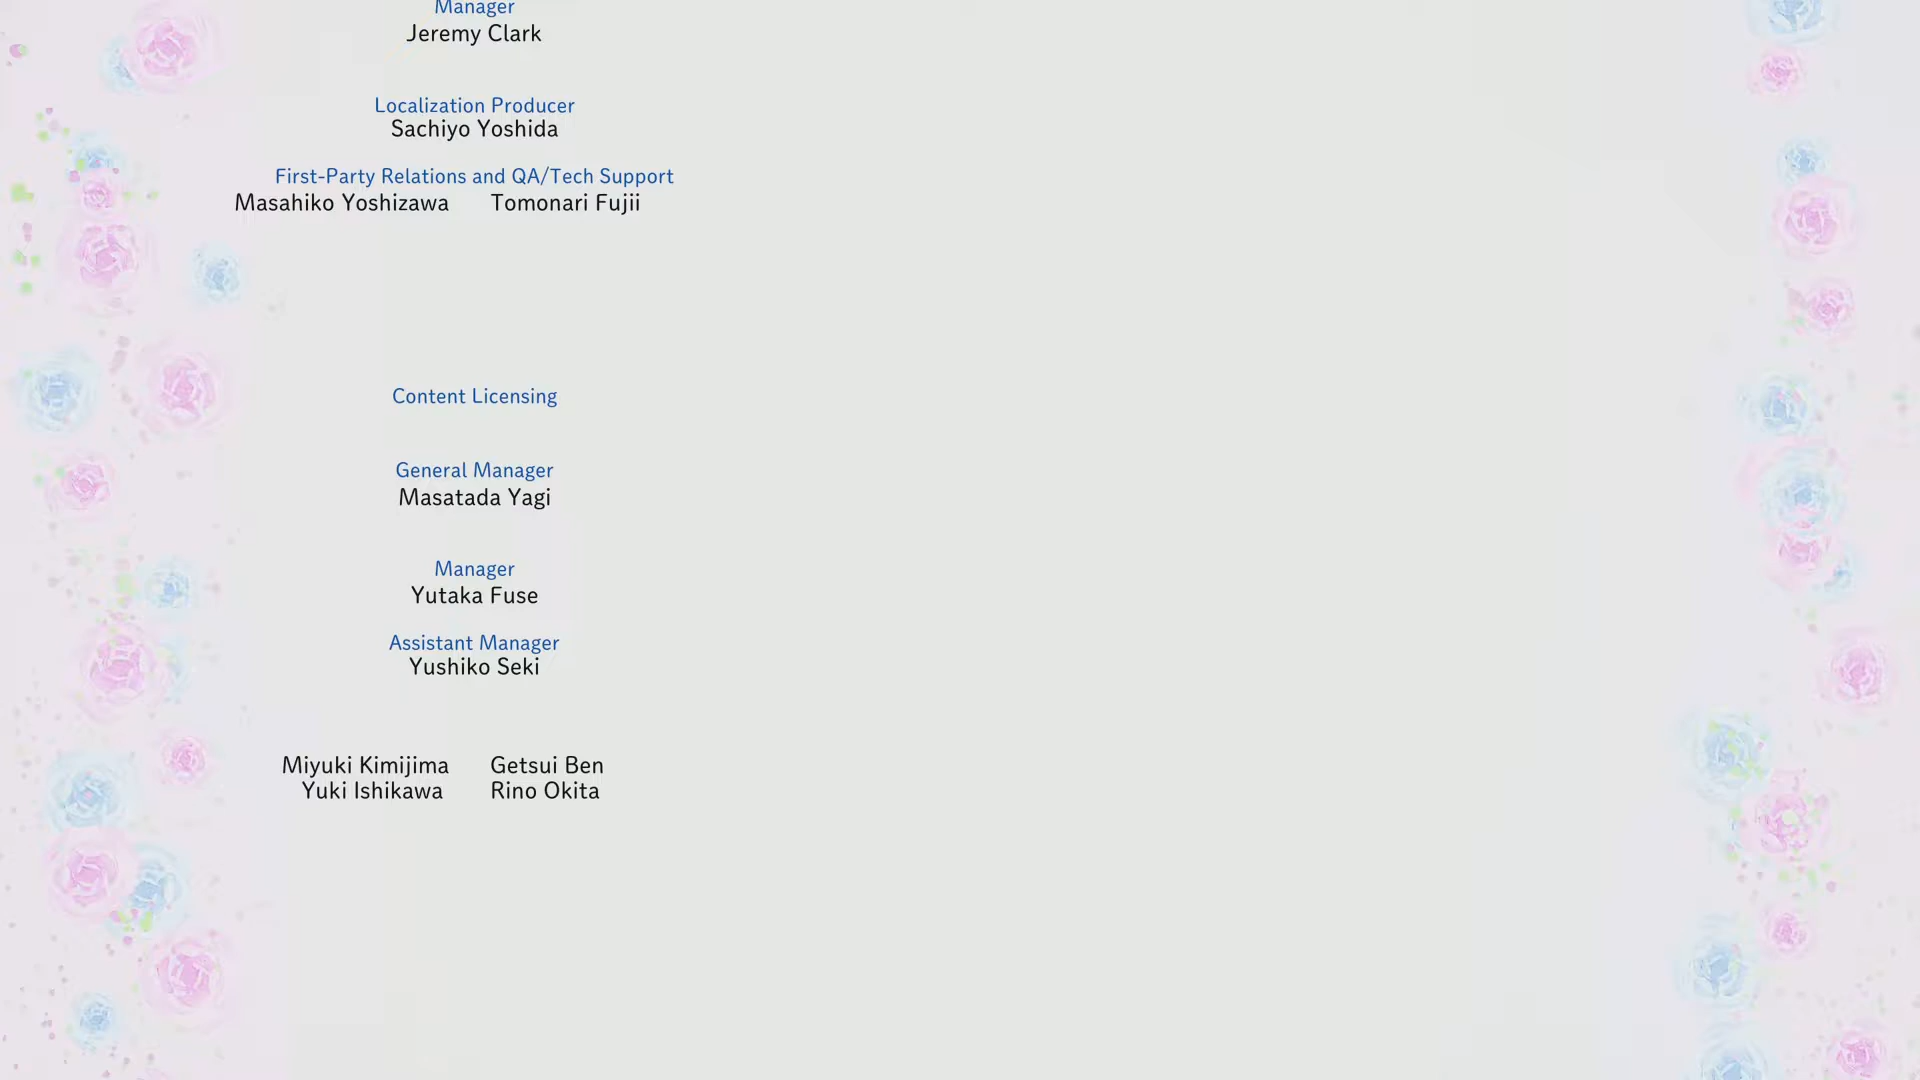 Manager
Jeremy Clark
Localization Producer
Sachiyo Yoshida
First-Party Relations and QA/Tech Support
Masahiko Yoshizawa Tomonari Fujii
Content Licensing
General Manager
Masatada Yagi
Manager
Yutaka Fuse
Assistant Manager
Yushiko Seki
Miyuki Kimijima Getsui Ben
Yuki Ishikawa Rino Okita